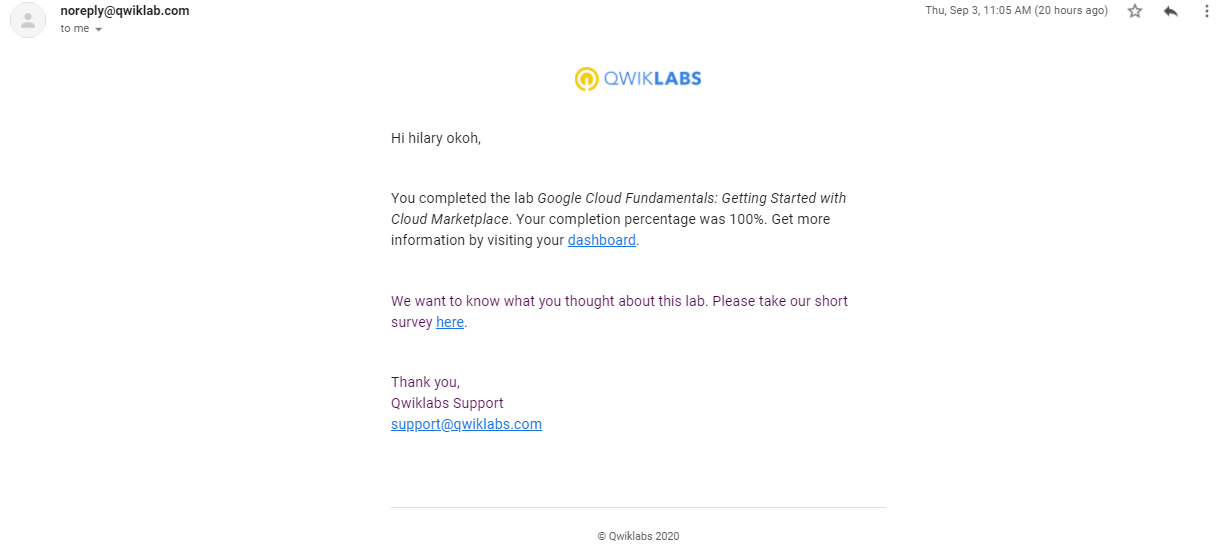 noreply@qwiklab.com
Thu, Sep 3, 11:05 AM (20 hours ago)
to me
QWIKLABS
Hi hilary okoh,
You completed the lab Google Cloud Fundamentals: Getting Started with
Cloud Marketplace. Your completion percentage was 100%. Get more
information by visiting your dashboard.
We want to know what you thought about this lab. Please take our short
survey here.
Thank you,
Qwiklabs Support
support@qwiklabs.com
© Qwiklabs 2020